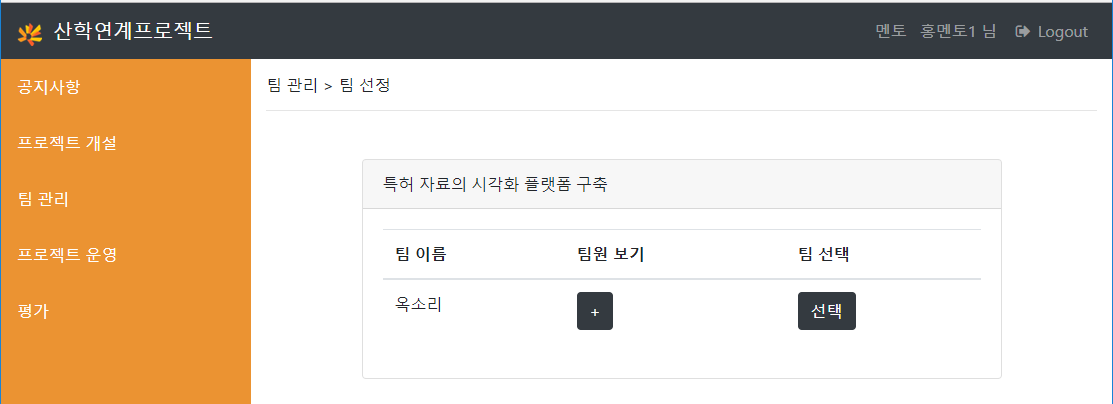 산학연계프로젝트 멘토 홍멘토1 님 Logout
공지사항
프로젝트 개설
팀 관리
프로젝트 운영
평가
팀 관리 > 팀 선정
특허 자료의 시각화 플랫폼 구축
팀 이름 팀원 보기 팀 선택
옥소리 + 선택